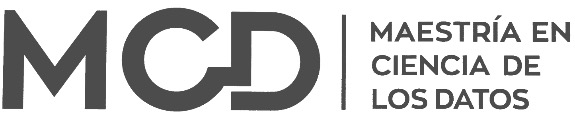 MCD
MAESTRÍA EN
CIENCIA DE
LOS DATOS